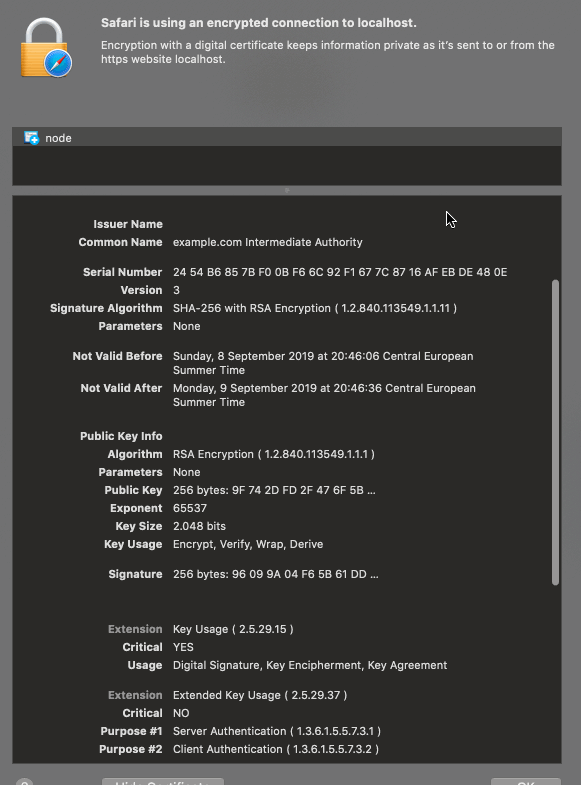 Safari is using an encrypted connection to localhost.
Encryption with a digital certificate keeps information private as it's sent to or from the
https website localhost.
node
Issuer Name
Common Name example.com Intermediate Authority
Serial Number 24 54 B6 85 7B F0 0B F6 6C 92 F1 67 7C 87 16 AF EB DE 48 0E
Version 3
Signature Algorithm SHA-256 with RSA Encryption ( 1.2.840.113549.1.1.11 )
Parameters None
Not Valid Before Sunday, 8 September 2019 at 20:46:06 Central European
Summer Time
Not Valid After Monday, 9 September 2019 at 20:46:36 Central European
Summer Time
Public Key Info
Algorithm RSA Encryption ( 1.2.840.113549.1.1.1 )
Parameters None
Public Key 256 bytes: 9F 74 2D FD 2F 47 6F 5B ...
Exponent 65537
Key Size 2.048 bits
Key Usage Encrypt, Verify, Wrap, Derive
Signature 256 bytes: 96 09 9A 04 F6 5B 61 DD ...
Extension Key Usage ( 2.5.29.15 )
Critical YES
Usage Digital Signature, Key Encipherment, Key Agreement
Extension Extended Key Usage ( 2.5.29.37 )
Critical NO
Purpose #1 Server Authentication ( 1.3.6.1.5.5.7.3.1 )
Purpose #2 Client Authentication ( 1.3.6.1.5.5.7.3.2 )
? Hide Certificate OK